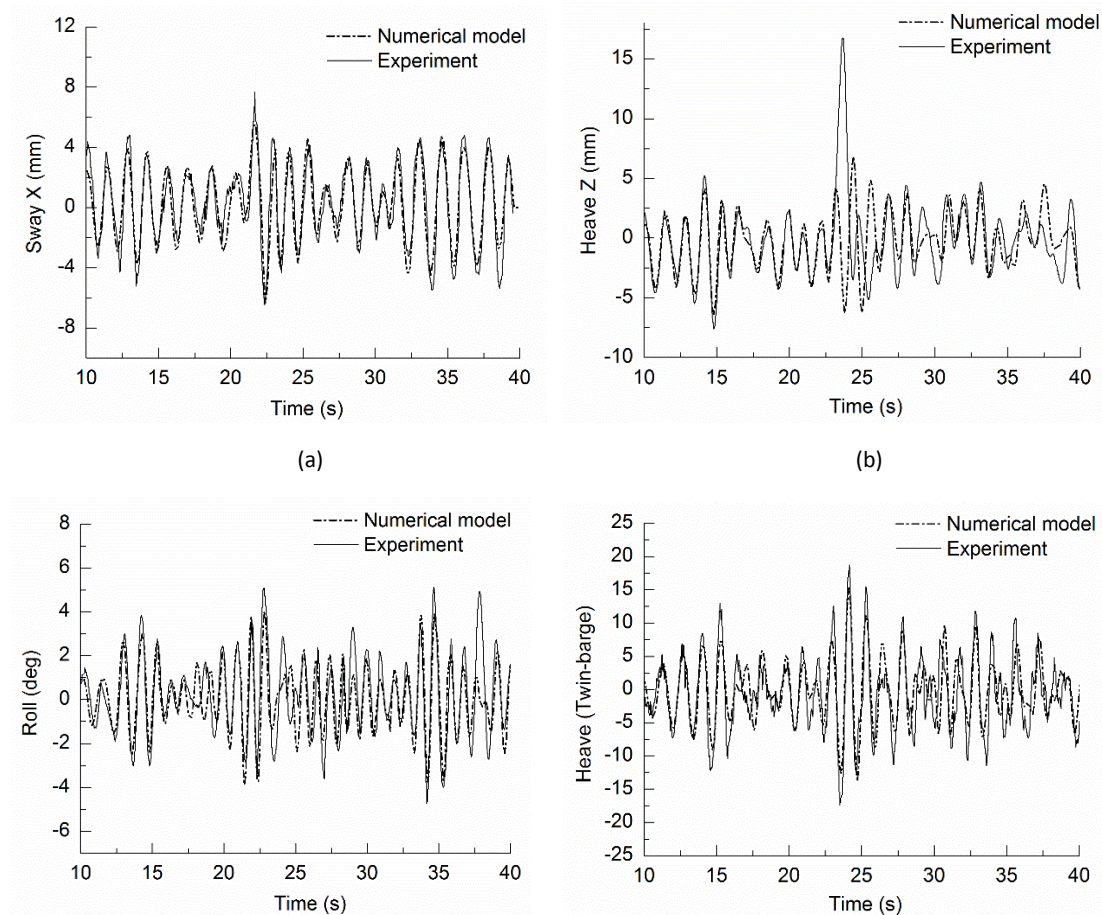 12
8
4
0
-4
-8
Sway X (mm)
Numerical model
Experiment
10 15 20 25 30 35 40
Time (s)
(a)
15
10
5
0
-5
-10
Heave Z (mm)
Numerical model
Experiment
10 15 20 25 30 35 40
Time (s)
(b)
8
6
4
2
0
-2
-4
-6
Roll (deg)
Numerical model
Experiment
10 15 20 25 30 35 40
Time (s)
25
20
15
10
5
0
-5
-10
-15
-20
-25
Heave (Twin-barge)
Numerical model
Experiment
10 15 20 25 30 35 40
Time (s)